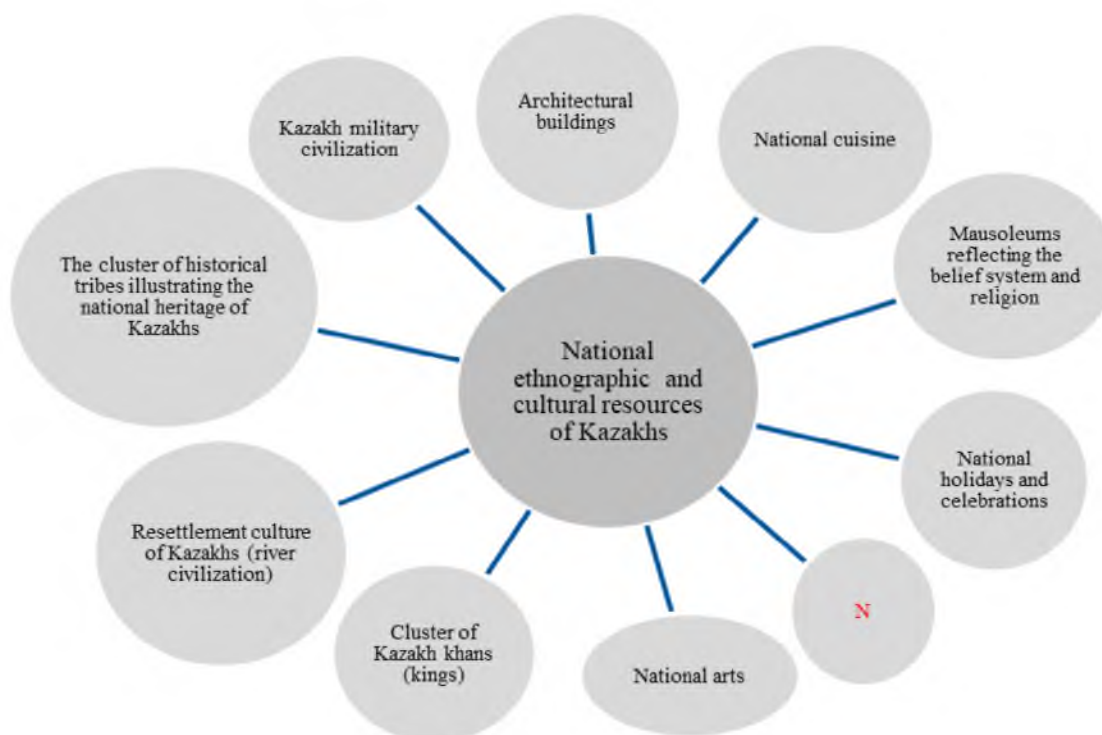 Architectural
buildings
National cuisine
Mausoleums
reflecting the
belief system and
religion
National
holidays and
celebrations
N
National arts
Cluster of
Kazakh khans
(kings)
Resettlement culture
of Kazakhs (river
civilization)
The cluster of historical
tribes illustrating the
national heritage of
Kazakhs
Kazakh military
civilization
National
ethnographic and
cultural resources
of Kazakhs